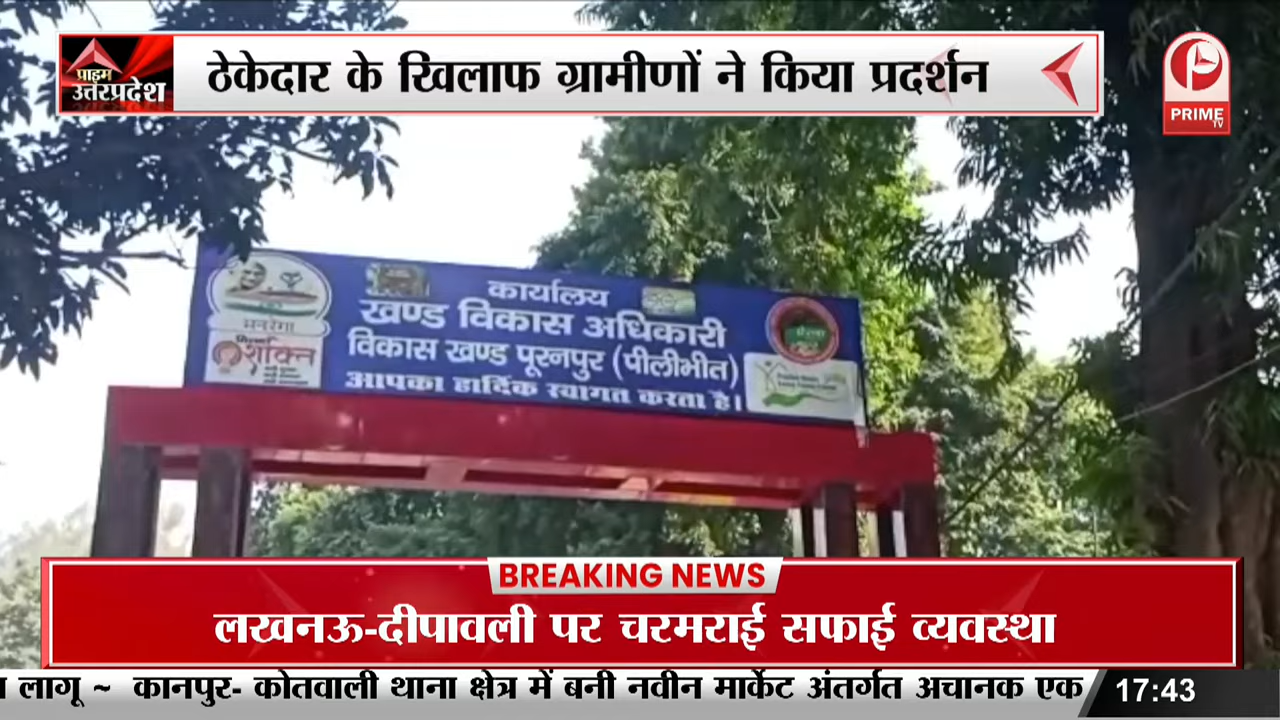 ठेकेदार के खिलाफ ग्रामीणों ने किया प्रदर्शन
प्राइम
उत्तरप्रदेश
PRIME
TV
कार्यालय
खण्ड विकास अधिकारी
विकास खण्ड पूरनपुर (पीलीभीत)
आपका हार्दिक स्वागत करता है।
मनरेगा
शक्ति
BREAKING NEWS
लखनऊ-दीपावली पर चरमराई सफाई व्यवस्था
लागू ~ कानपुर- कोतवाली थाना क्षेत्र में बनी नवीन मार्केट अंतर्गत अचानक एक
17:43